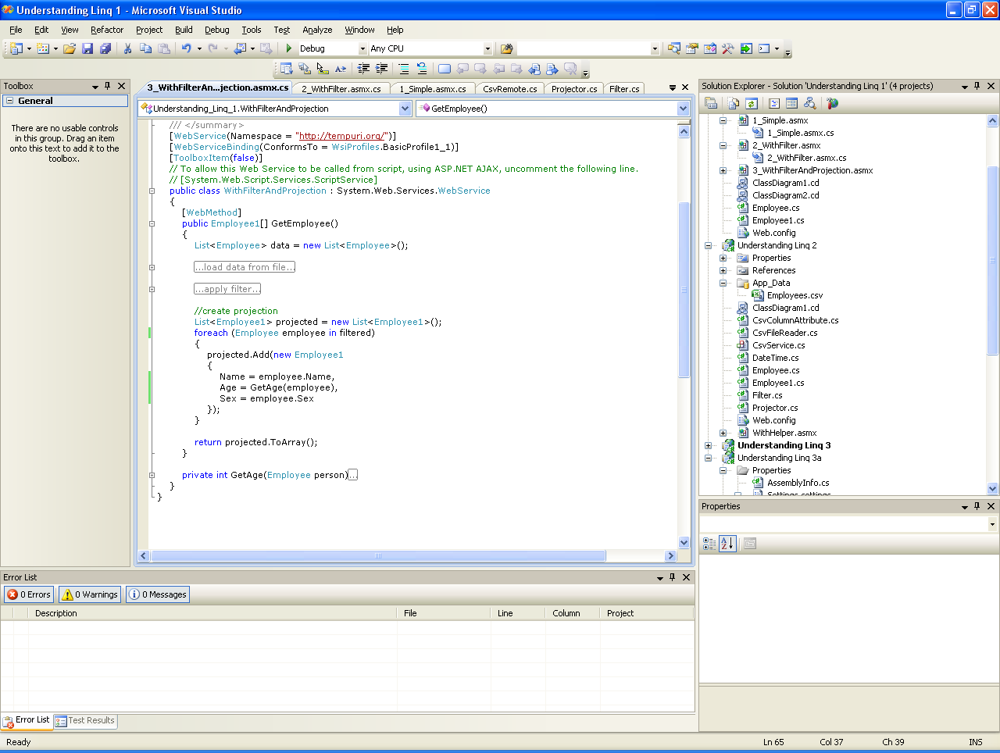 Understanding Linq 1 - Microsoft Visual Studio
File Edit View Refactor Project Build Debug Tools Test Analyze Window Help
Debug Any CPU
Toolbox
General
There are no usable controls
in this group. Drag an item
onto this text to add it to the
toolbox.
3_WithFilterAn...jection.asmx.cs 2_WithFilter.asmx.cs 1_Simple.asmx.cs CsvRemote.cs Projector.cs Filter.cs
Understanding_Linq_1.WithFilterAndProjection GetEmployee()
/// </summary>
[WebService(Namespace = "http://tempuri.org/")]
[WebServiceBinding(ConformsTo = WsiProfiles.BasicProfile1_1)]
[ToolboxItem(false)]
// To allow this Web Service to be called from script, using ASP.NET AJAX, uncomment the following line.
// [System.Web.Script.Services.ScriptService]
public class WithFilterAndProjection : System.Web.Services.WebService
{
[WebMethod]
public Employee1[] GetEmployee()
{
List<Employee> data = new List<Employee>();
...load data from file...
...apply filter...
//create projection
List<Employee1> projected = new List<Employee1>();
foreach (Employee employee in filtered)
{
projected.Add(new Employee1
{
Name = employee.Name,
Age = GetAge(employee),
Sex = employee.Sex
});
}
return projected.ToArray();
}
private int GetAge(Employee person)...
}
}
Solution Explorer - Solution 'Understanding Linq 1' (4 projects)
1_Simple.asmx
1_Simple.asmx.cs
2_WithFilter.asmx
2_WithFilter.asmx.cs
3_WithFilterAndProjection.asmx
ClassDiagram1.cd
ClassDiagram2.cd
Employee.cs
Employee1.cs
Web.config
Understanding Linq 2
Properties
References
App_Data
Employees.csv
ClassDiagram1.cd
CsvColumnAttribute.cs
CsvFileReader.cs
CsvService.cs
DateTime.cs
Employee.cs
Employee1.cs
Filter.cs
Projector.cs
Web.config
WithHelper.asmx
Understanding Linq 3
Understanding Linq 3a
Properties
AssemblyInfo.cs
Settings.settings
Properties
Error List
0 Errors 0 Warnings 0 Messages
Description File Line Column Project
Error List Test Results
Ready Ln 65 Col 37 Ch 39 INS